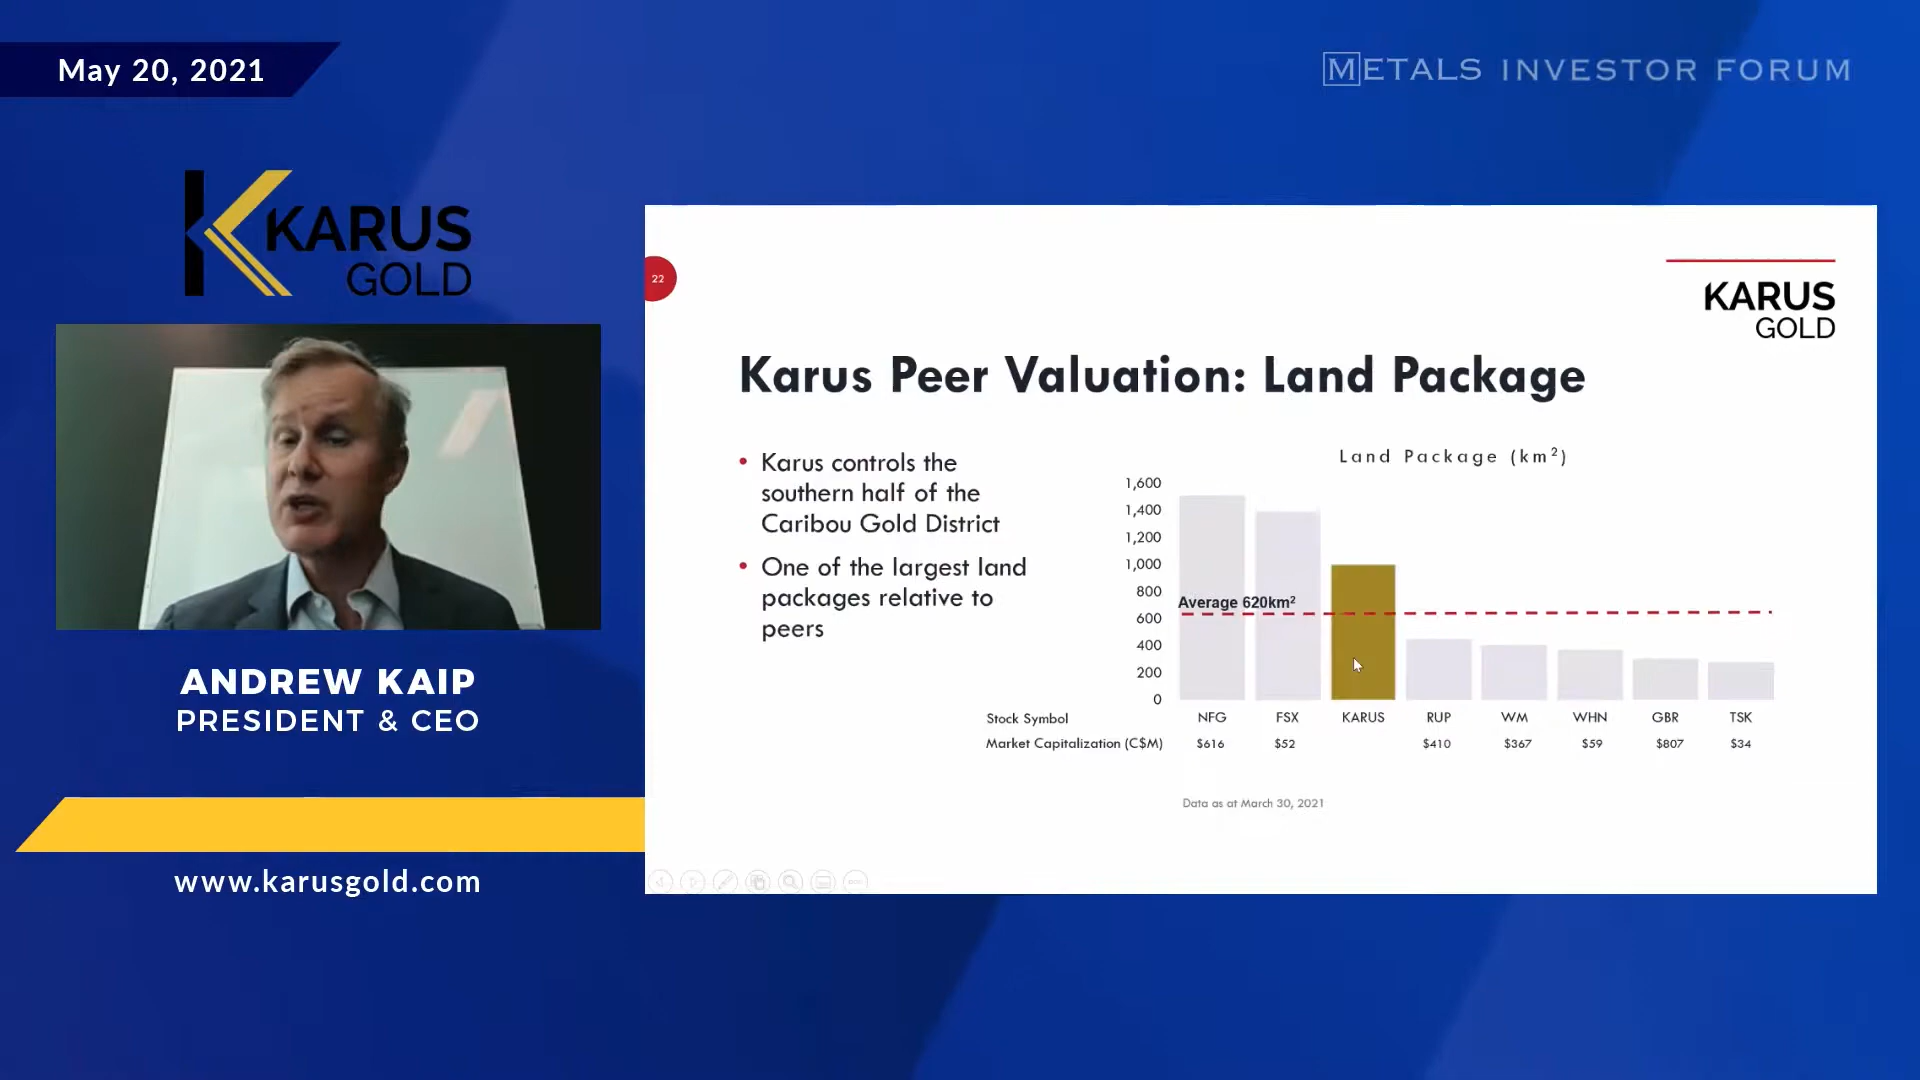 May 20, 2021
METALS INVESTOR FORUM
KARUS
GOLD
ANDREW KAIP
PRESIDENT & CEO
www.karusgold.com
22
KARUS
GOLD
Karus Peer Valuation: Land Package
• Karus controls the
southern half of the
Caribou Gold District
• One of the largest land
packages relative to
peers
Land Package (km²)
1,600
1,400
1,200
1,000
800
600
400
200
0
Average 620km²
Stock Symbol NFG FSX KARUS RUP WM WHN GBR TSK
Market Capitalization (C$M) $616 $52 $410 $367 $59 $807 $34
Data as at March 30, 2021